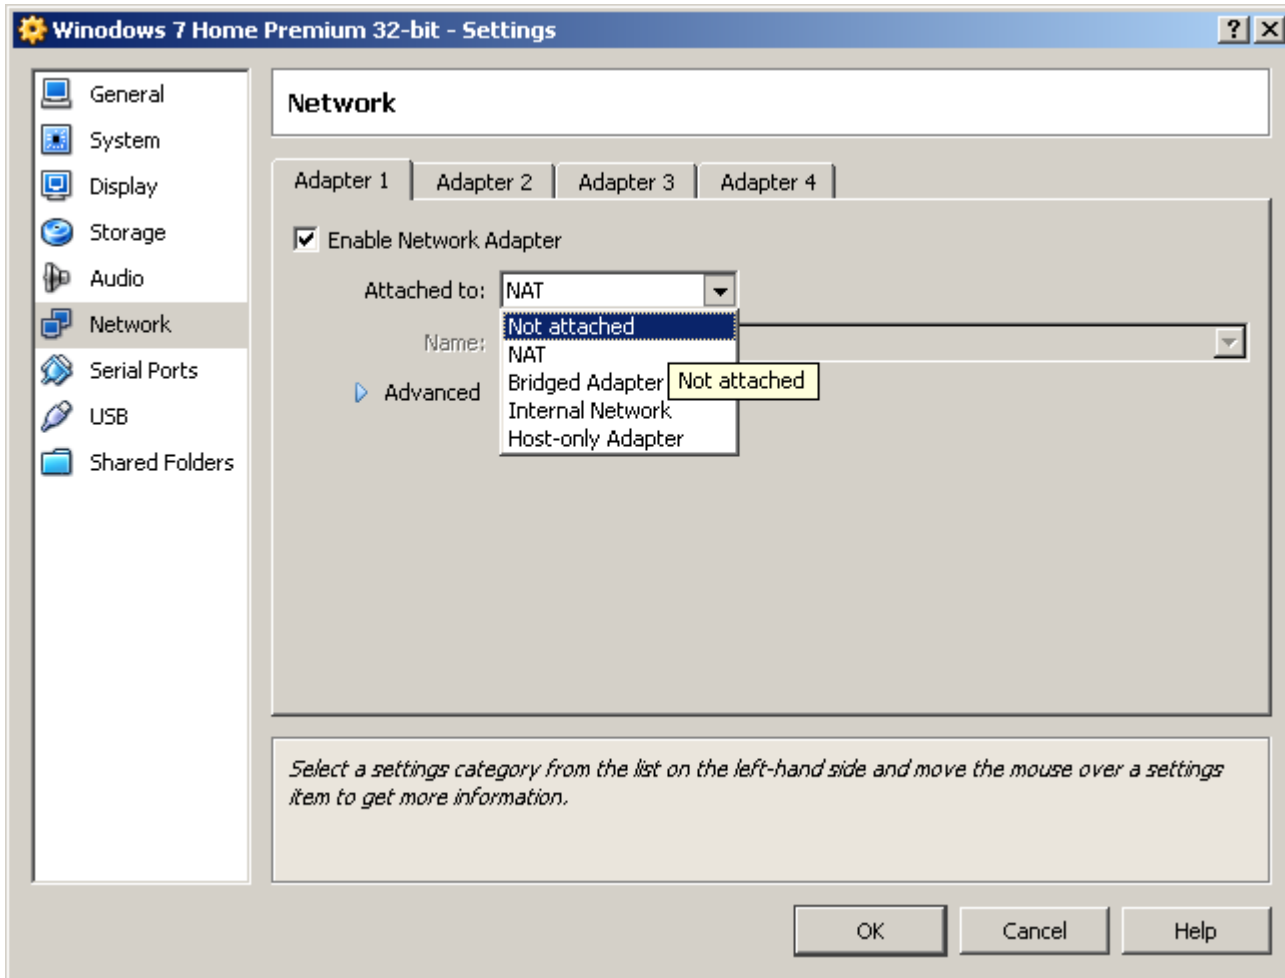 Winodows 7 Home Premium 32-bit - Settings
General
System
Display
Storage
Audio
Network
Serial Ports
USB
Shared Folders
Network
Adapter 1
Adapter 2
Adapter 3
Adapter 4
Enable Network Adapter
Attached to:
NAT
Not attached
NAT
Bridged Adapter
Internal Network
Host-only Adapter
Not attached
Name:
Advanced
Select a settings category from the list on the left-hand side and move the mouse over a settings
item to get more information.
OK
Cancel
Help